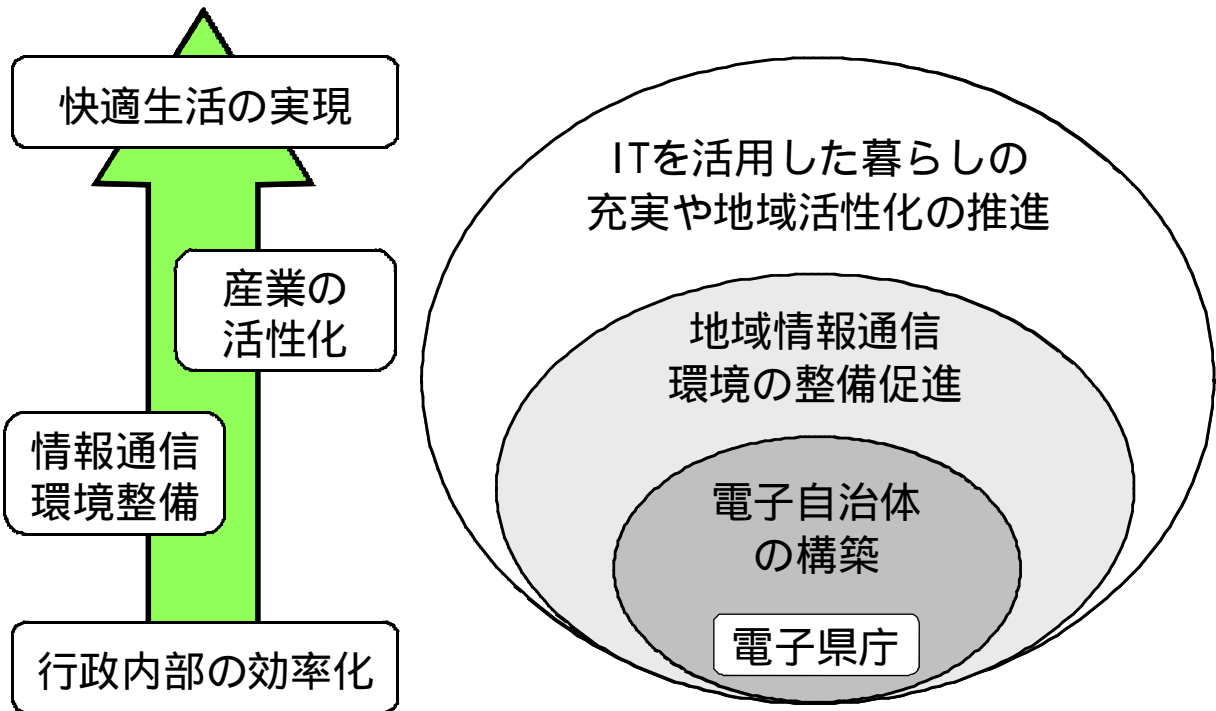 快適生活の実現
産業の
活性化
情報通信
環境整備
行政内部の効率化
ITを活用した暮らしの
充実や地域活性化の推進
地域情報通信
環境の整備促進
電子自治体
の構築
電子県庁